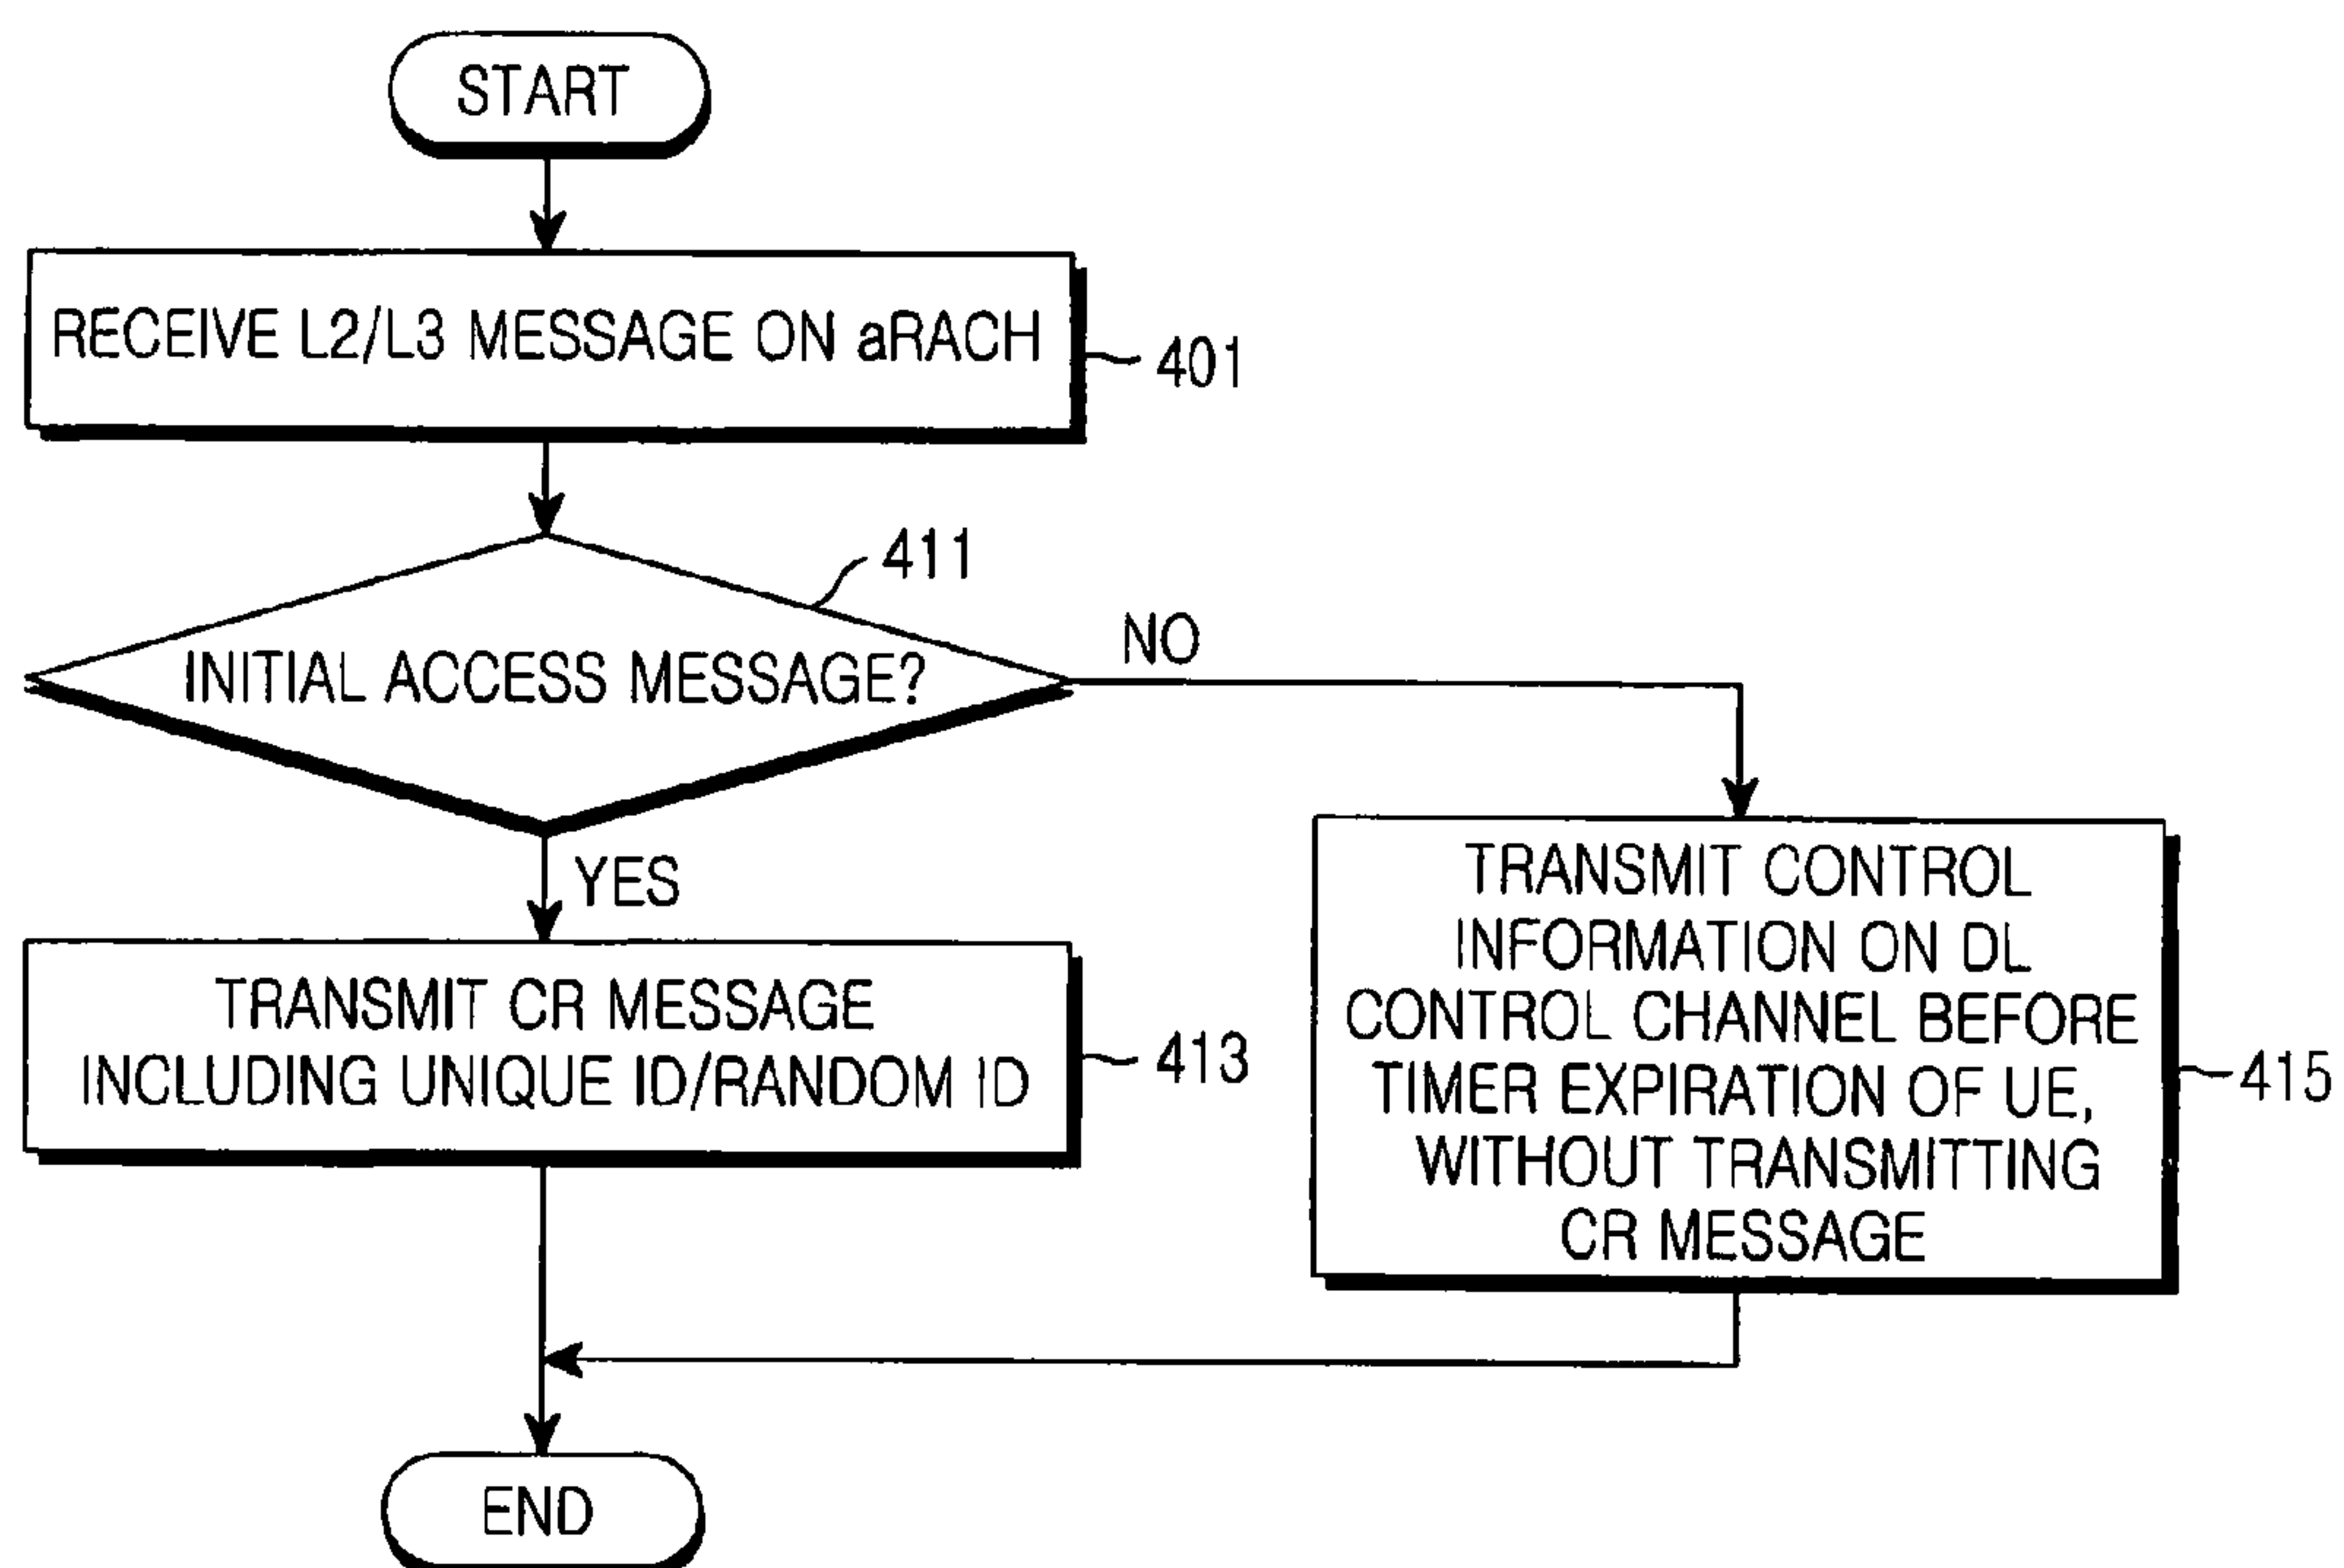 START
RECEIVE L2/L3 MESSAGE ON aRACH
401
411
INITIAL ACCESS MESSAGE?
NO
YES
TRANSMIT CR MESSAGE
INCLUDING UNIQUE ID/RANDOM ID
413
TRANSMIT CONTROL
INFORMATION ON DL
CONTROL CHANNEL BEFORE
TIMER EXPIRATION OF UE,
WITHOUT TRANSMITTING
CR MESSAGE
415
END